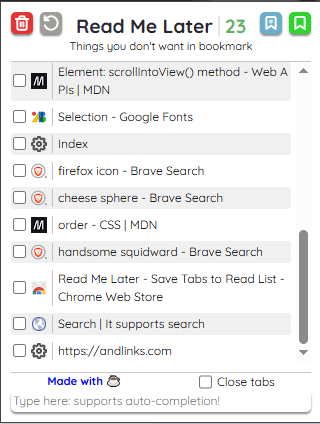 Read Me Later 23
Things you don't want in bookmark
Element: scrollIntoView() method - Web A
PIs | MDN
Selection - Google Fonts
Index
firefox icon - Brave Search
cheese sphere - Brave Search
order - CSS | MDN
handsome squidward - Brave Search
Read Me Later - Save Tabs to Read List -
Chrome Web Store
Search | It supports search
https://andlinks.com
Made with
Close tabs
Type here: supports auto-completion!